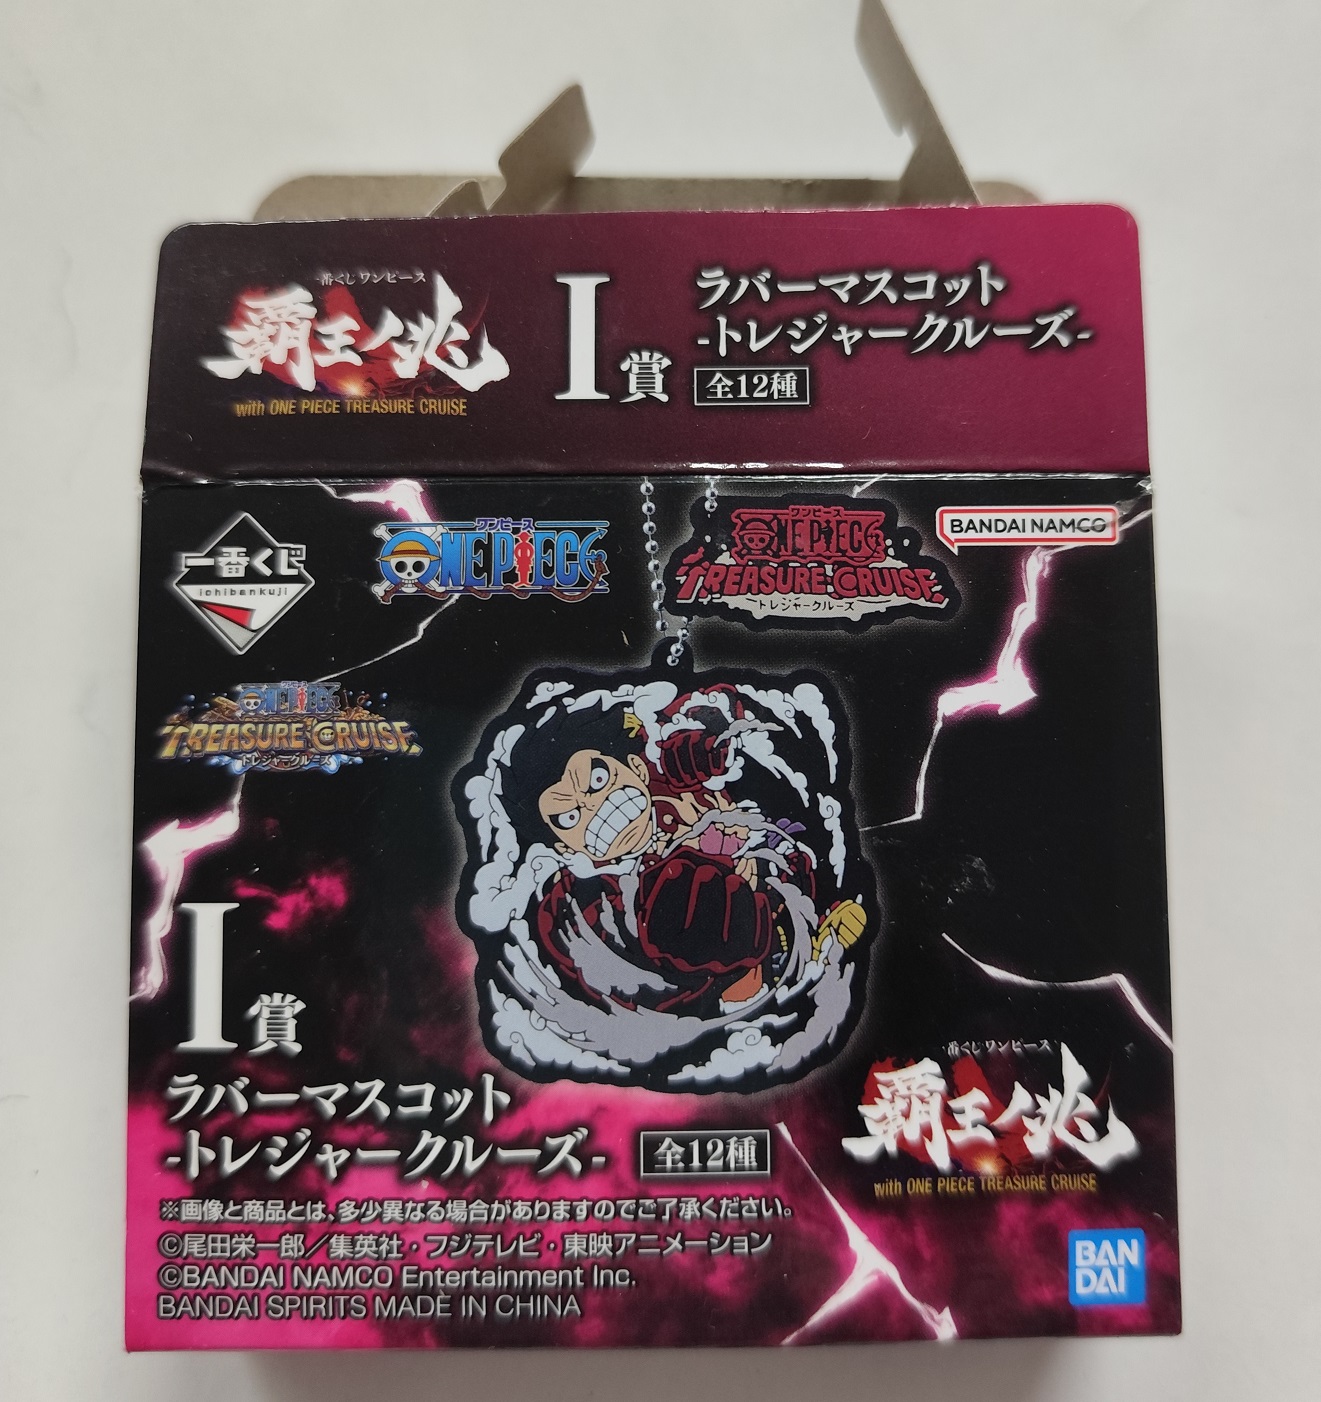 一番くじ ワンピース
覇王ノ兆
with ONE PIECE TREASURE CRUISE
I賞
ラバーマスコット
-トレジャークルーズ-
全12種
一番くじ
ichibankuji
ワンピース
ONE PIECE
ワンピース
ONE PIECE
TREASURE CRUISE
トレジャークルーズ
BANDAI NAMCO
ワンピース
ONE PIECE
TREASURE CRUISE
トレジャークルーズ
I賞
ラバーマスコット
-トレジャークルーズ-
全12種
一番くじ ワンピース
覇王ノ兆
with ONE PIECE TREASURE CRUISE
※画像と商品とは、多少異なる場合がありますのでご了承ください。
©尾田栄一郎／集英社・フジテレビ・東映アニメーション
©BANDAI NAMCO Entertainment Inc.
BANDAI SPIRITS MADE IN CHINA
BAN
DAI